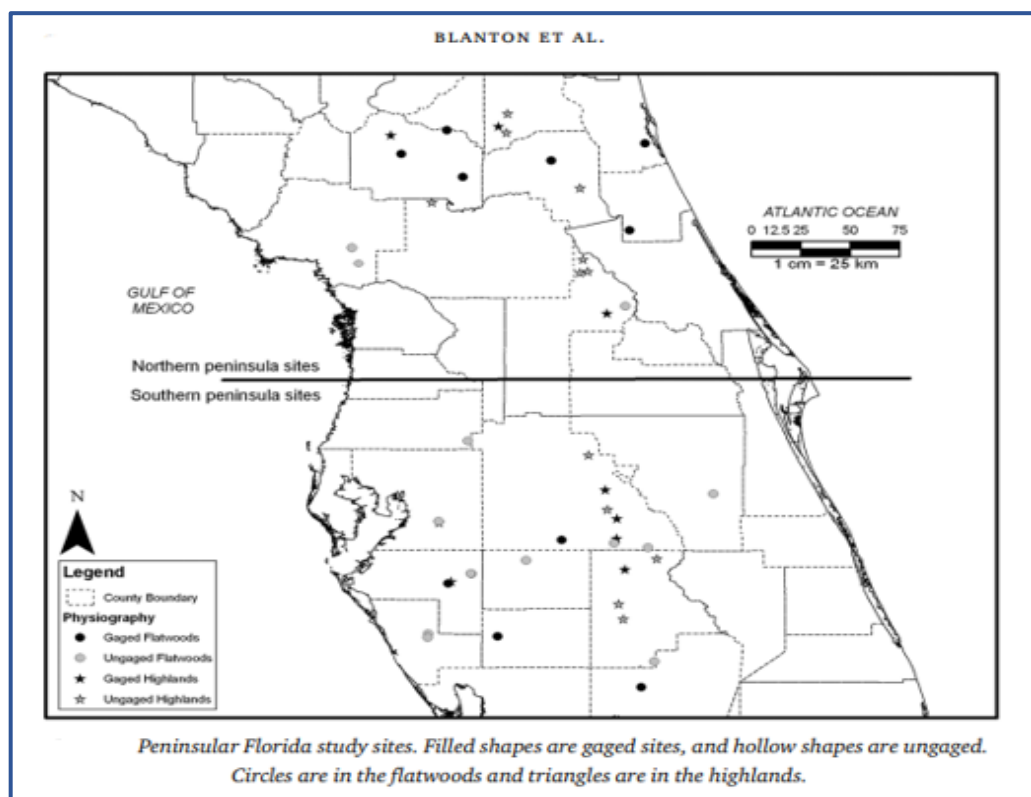 BLANTON ET AL.
ATLANTIC OCEAN
0 12.5 25 50 75
1 cm = 25 km
GULF OF
MEXICO
Northern peninsula sites
Southern peninsula sites
N
Legend
County Boundary
Physiography
Gaged Flatwoods
Ungaged Flatwoods
Gaged Highlands
Ungaged Highlands
Peninsular Florida study sites. Filled shapes are gaged sites, and hollow shapes are ungaged.
Circles are in the flatwoods and triangles are in the highlands.